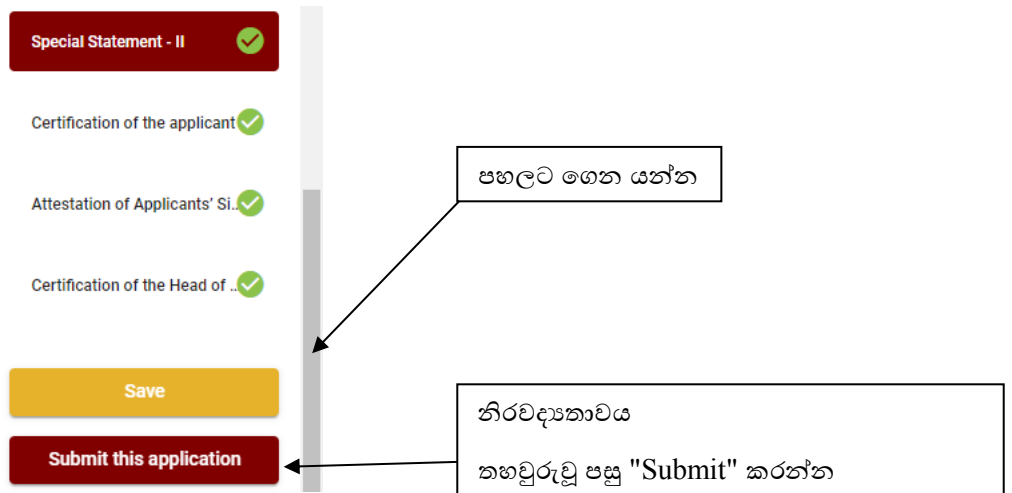 Special Statement - II
Certification of the applicant
Attestation of Applicants' Si..
Certification of the Head of ..
Save
Submit this application
පහලට ගෙන යන්න
නිරවද්‍යතාවය
තහවුරුවූ පසු "Submit" කරන්න